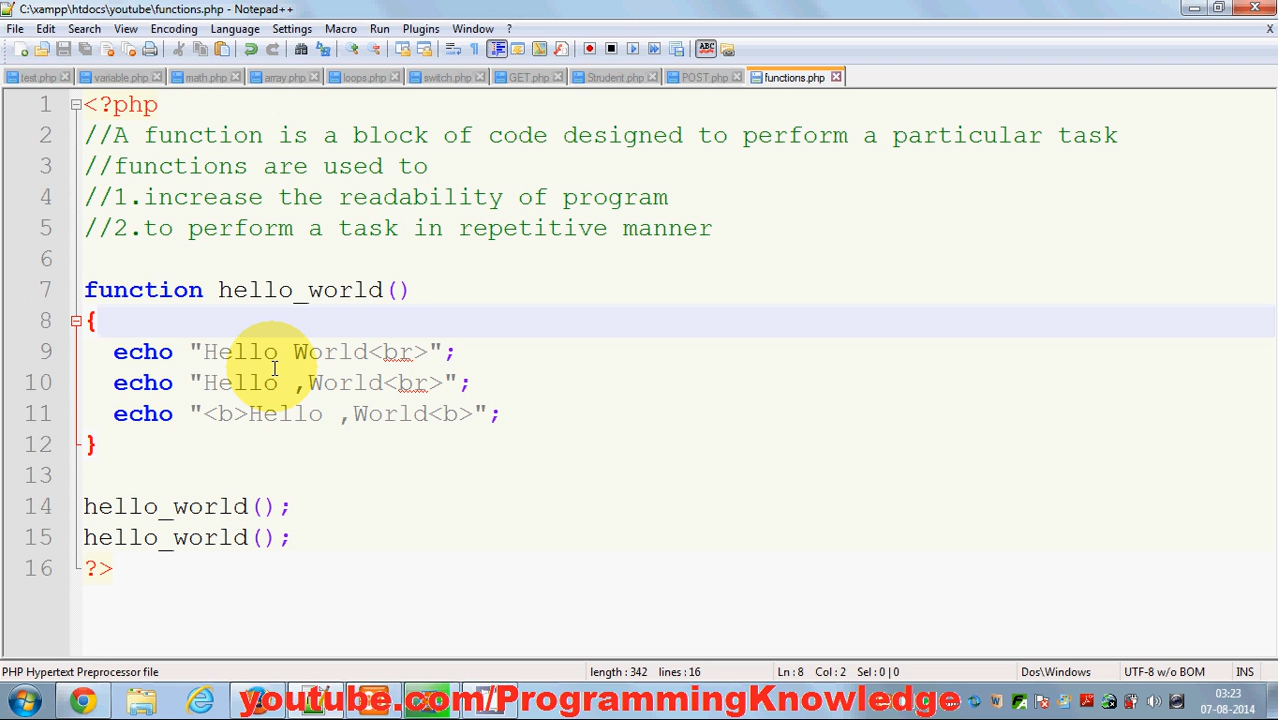 C:\xampp\htdocs\youtube\functions.php - Notepad++
File Edit Search View Encoding Language Settings Macro Run Plugins Window ? X
ABC
test.php variable.php math.php array.php loops.php switch.php GET.php Strudent.php POST.php functions.php
1 <?php
2 //A function is a block of code designed to perform a particular task
3 //functions are used to
4 //1.increase the readability of program
5 //2.to perform a task in repetitive manner
6
7 function hello_world()
8 {
9 echo "Hello World<br>";
10 echo "Hello ,World<br>";
11 echo "<b>Hello ,World<b>";
12 }
13
14 hello_world();
15 hello_world();
16 ?>
PHP Hypertext Preprocessor file length : 342 lines : 16 Ln : 8 Col : 2 Sel : 0 | 0 Dos\Windows UTF-8 w/o BOM INS
youtube.com/ProgrammingKnowledge
03:23
07-08-2014